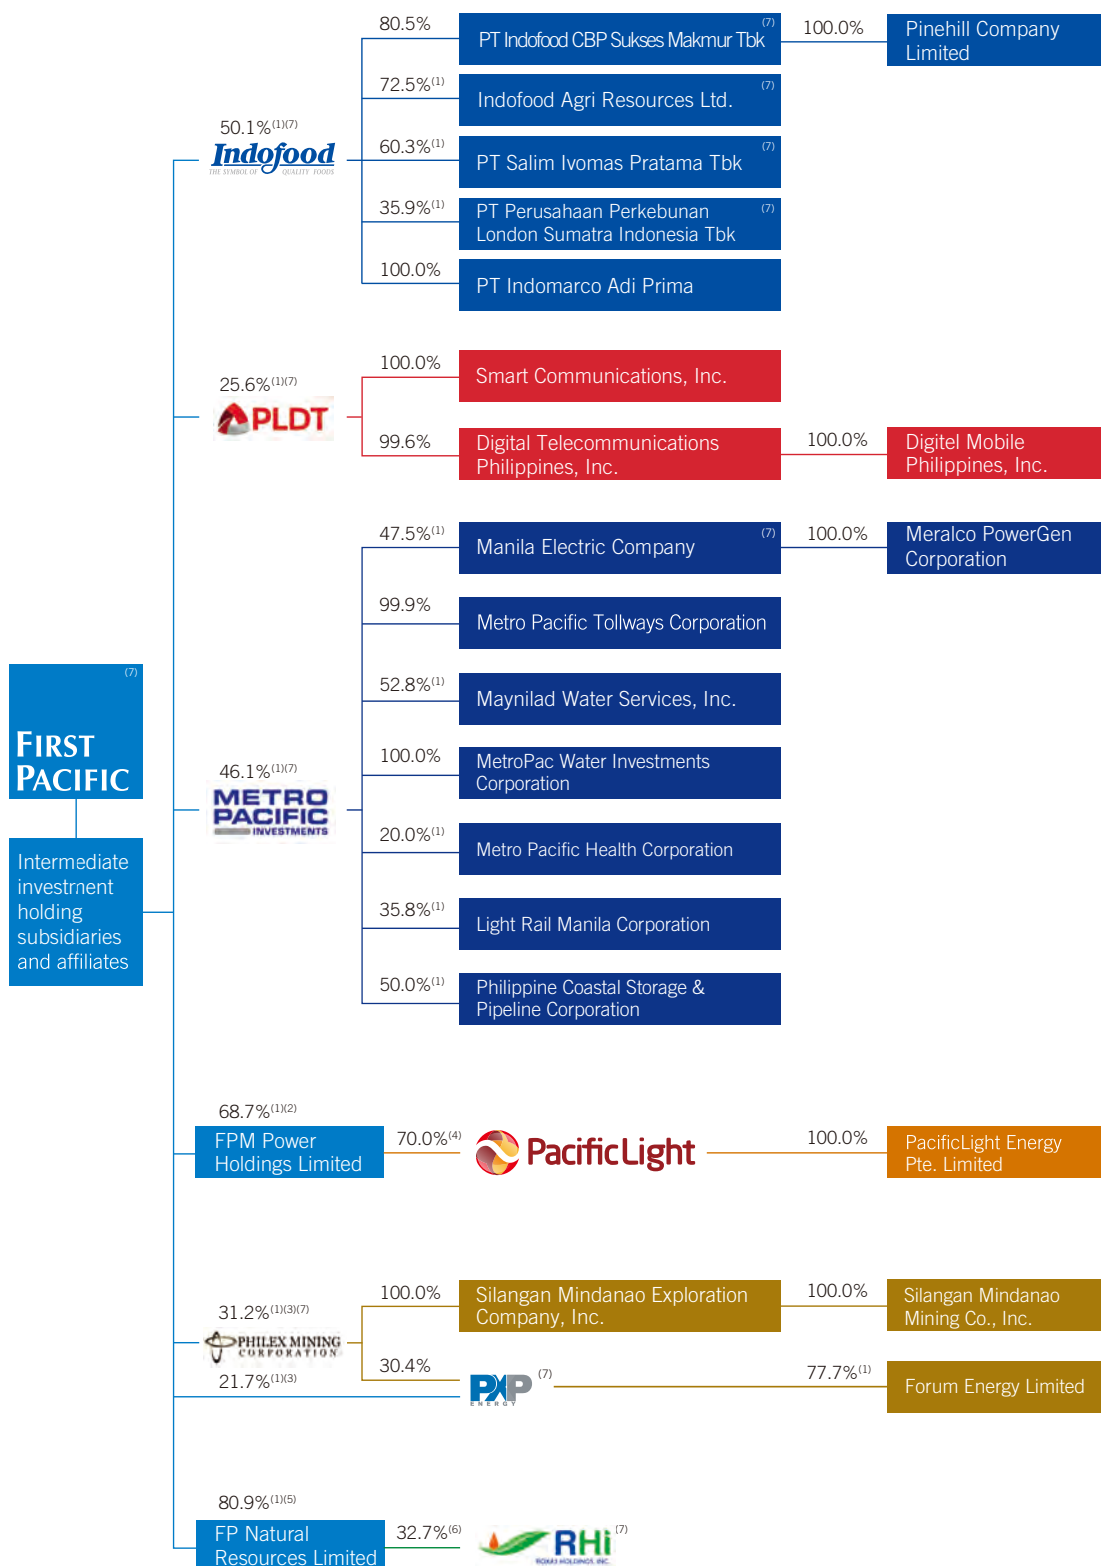 80.5%
PT Indofood CBP Sukses Makmur Tbk (7)
100.0%
Pinehill Company
Limited
72.5%(1)
Indofood Agri Resources Ltd. (7)
50.1%(1)(7)
Indofood
THE SYMBOL OF QUALITY FOODS
60.3%(1)
PT Salim Ivomas Pratama Tbk (7)
35.9%(1)
PT Perusahaan Perkebunan (7)
London Sumatra Indonesia Tbk
100.0%
PT Indomarco Adi Prima
25.6%(1)(7)
PLDT
100.0%
Smart Communications, Inc.
99.6%
Digital Telecommunications
Philippines, Inc.
100.0%
Digitel Mobile
Philippines, Inc.
47.5%(1)
Manila Electric Company (7)
100.0%
Meralco PowerGen
Corporation
99.9%
Metro Pacific Tollways Corporation
(7)
FIRST
PACIFIC
Intermediate
investment
holding
subsidiaries
and affiliates
52.8%(1)
Maynilad Water Services, Inc.
46.1%(1)(7)
METRO
PACIFIC
INVESTMENTS
100.0%
MetroPac Water Investments
Corporation
20.0%(1)
Metro Pacific Health Corporation
35.8%(1)
Light Rail Manila Corporation
50.0%(1)
Philippine Coastal Storage &
Pipeline Corporation
68.7%(1)(2)
FPM Power
Holdings Limited
70.0%(4)
PacificLight
100.0%
PacificLight Energy
Pte. Limited
31.2%(1)(3)(7)
PHILEX MINING
CORPORATION
100.0%
Silangan Mindanao Exploration
Company, Inc.
100.0%
Silangan Mindanao
Mining Co., Inc.
30.4%
21.7%(1)(3)
PXP (7)
ENERGY
77.7%(1)
Forum Energy Limited
80.9%(1)(5)
FP Natural
Resources Limited
32.7%(6)
RHI (7)
ROXAS HOLDINGS, INC.